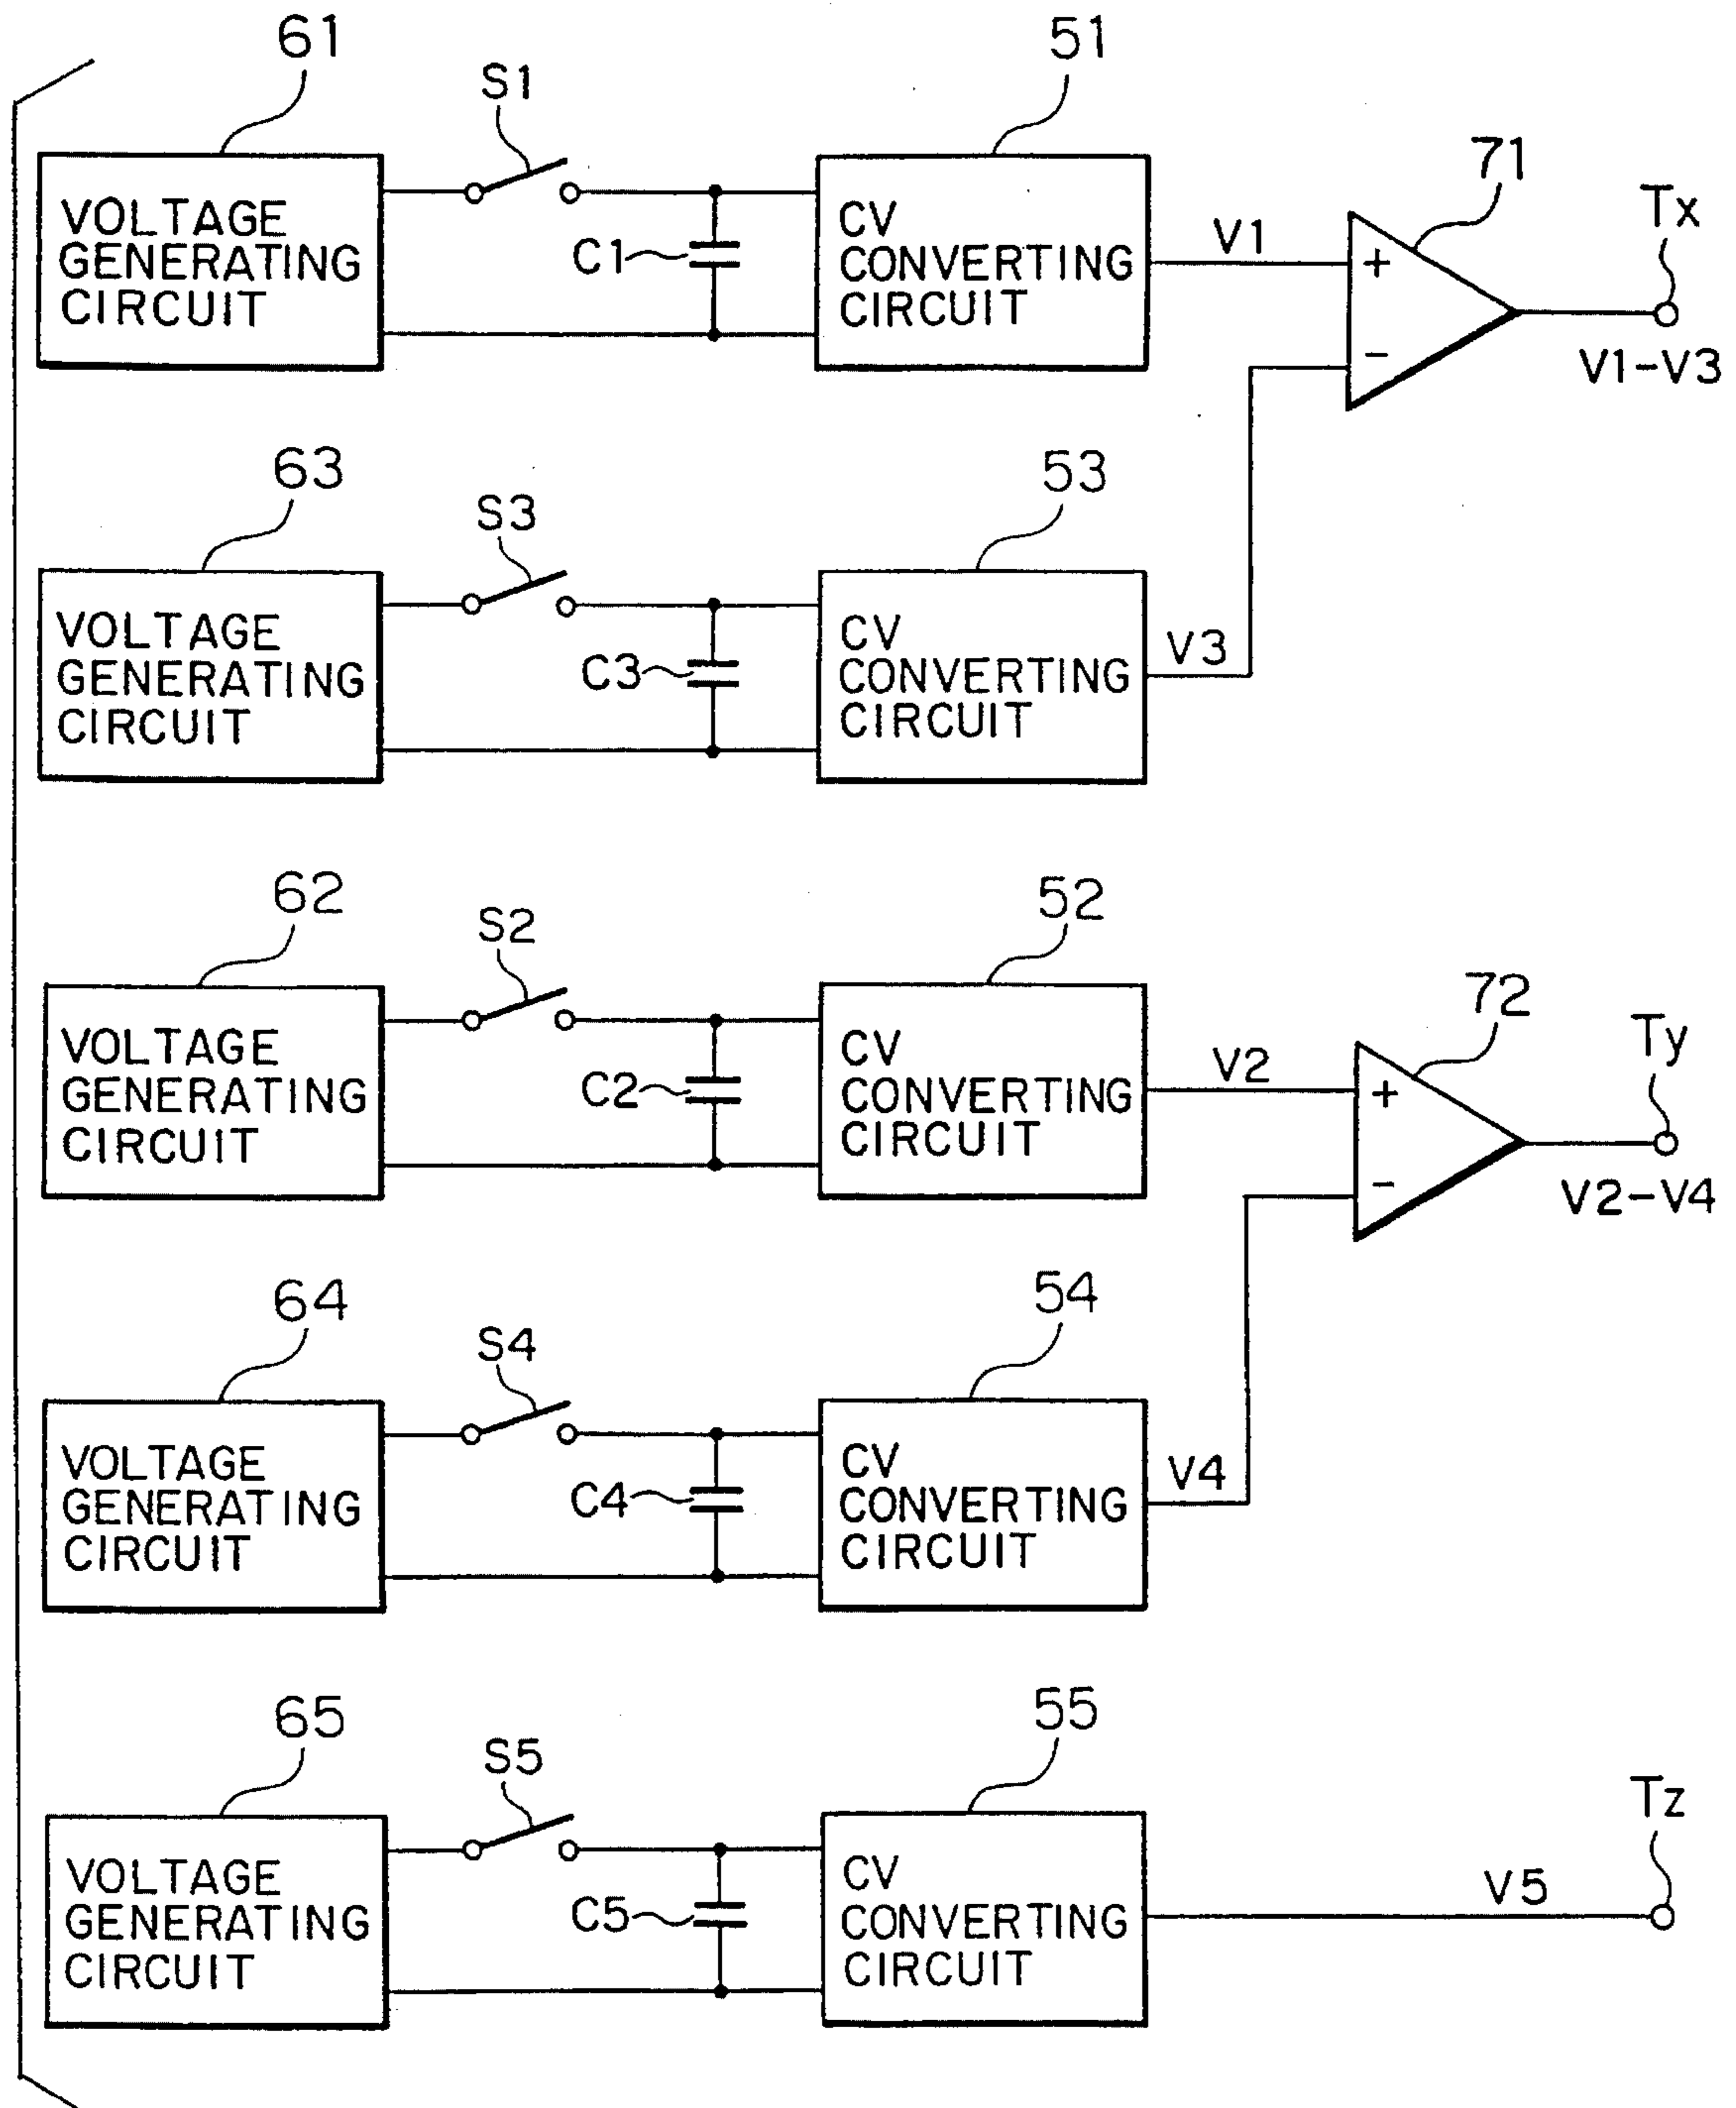 61
S1
51
71
Tx
VOLTAGE
GENERATING
CIRCUIT
C1
CV
CONVERTING
CIRCUIT
V1
+
−
V1−V3
63
S3
53
VOLTAGE
GENERATING
CIRCUIT
C3
CV
CONVERTING
CIRCUIT
V3
62
S2
52
72
Ty
VOLTAGE
GENERATING
CIRCUIT
C2
CV
CONVERTING
CIRCUIT
V2
+
−
V2−V4
64
S4
54
VOLTAGE
GENERATING
CIRCUIT
C4
CV
CONVERTING
CIRCUIT
V4
65
S5
55
Tz
VOLTAGE
GENERATING
CIRCUIT
C5
CV
CONVERTING
CIRCUIT
V5